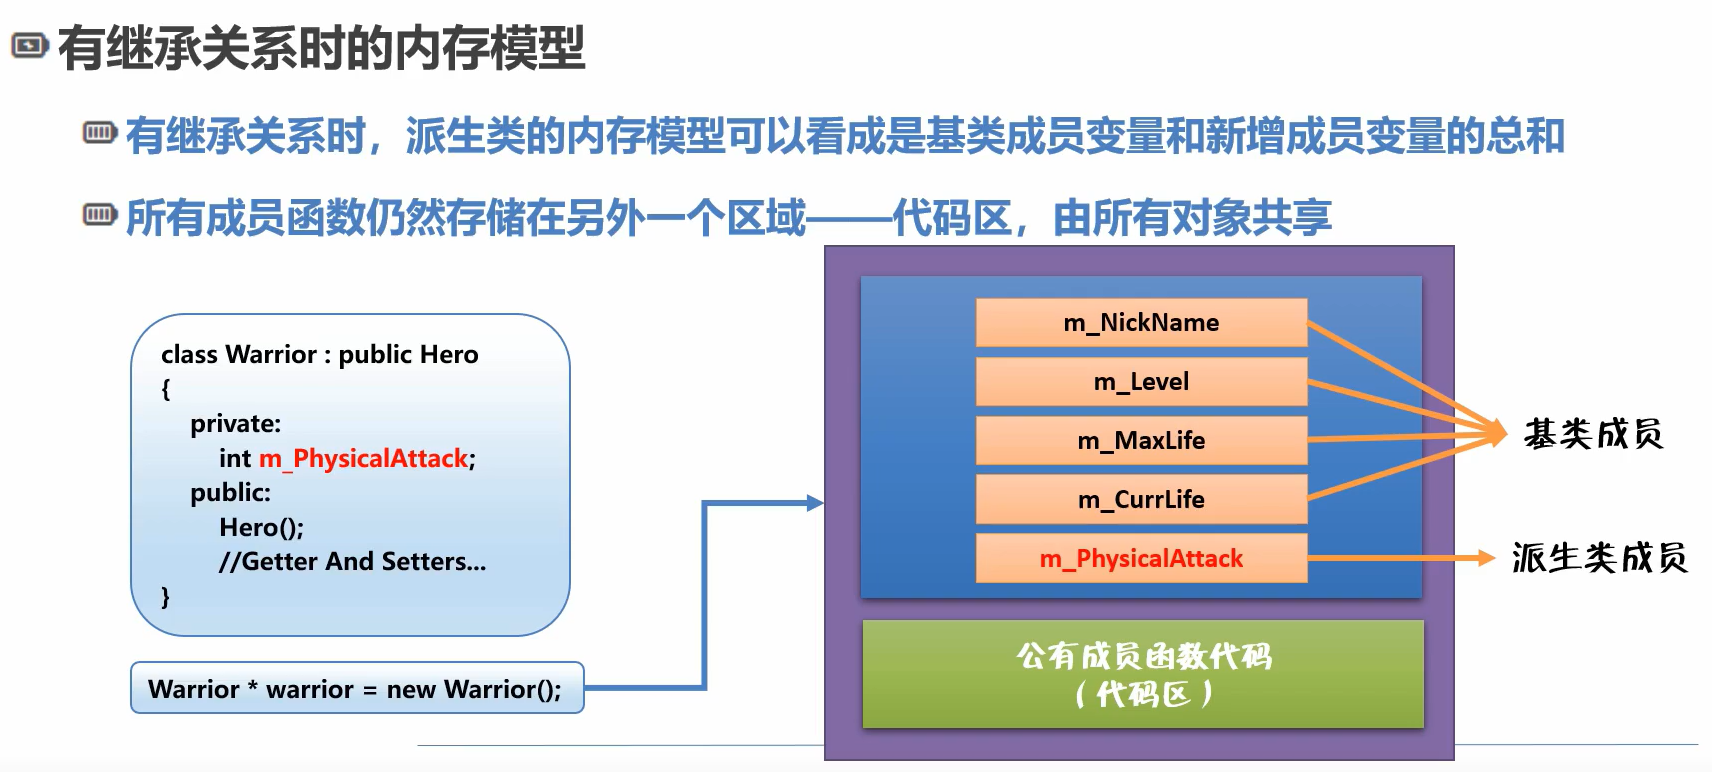 有继承关系时的内存模型
有继承关系时，派生类的内存模型可以看成是基类成员变量和新增成员变量的总和
所有成员函数仍然存储在另外一个区域——代码区，由所有对象共享
class Warrior : public Hero
{
private:
int m_PhysicalAttack;
public:
Hero();
//Getter And Setters...
}
Warrior * warrior = new Warrior();
m_NickName
m_Level
m_MaxLife
m_CurrLife
m_PhysicalAttack
基类成员
派生类成员
公有成员函数代码
（代码区）